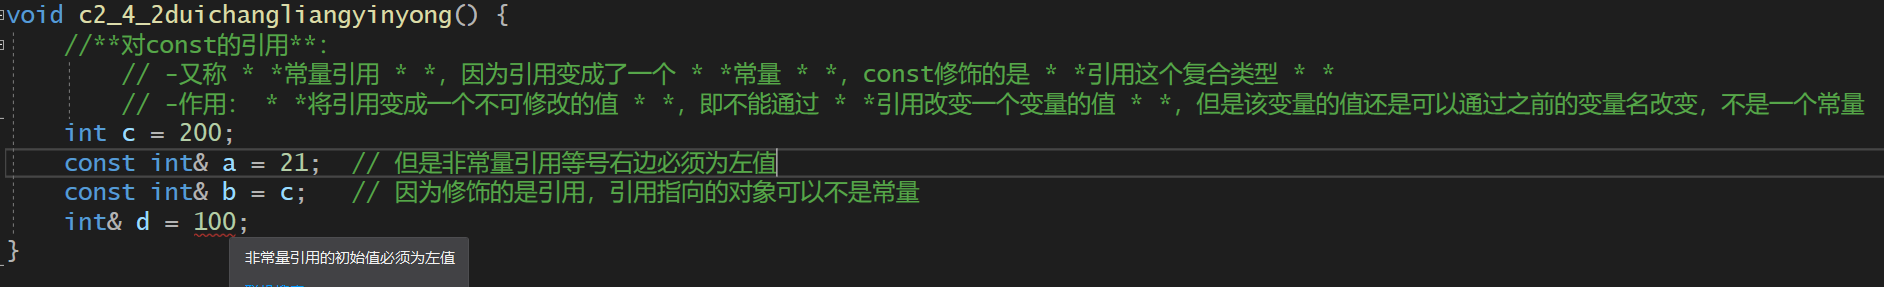 void c2_4_2duichangliangyinyong() {
//**对const的引用**:
// -又称 * *常量引用 * *, 因为引用变成了一个 * *常量 * *, const修饰的是 * *引用这个复合类型 * *
// -作用: * *将引用变成一个不可修改的值 * *, 即不能通过 * *引用改变一个变量的值 * *, 但是该变量的值还是可以通过之前的变量名改变, 不是一个常量
int c = 200;
const int& a = 21; // 但是非常量引用等号右边必须为左值
const int& b = c; // 因为修饰的是引用, 引用指向的对象可以不是常量
int& d = 100;
}
非常量引用的初始值必须为左值